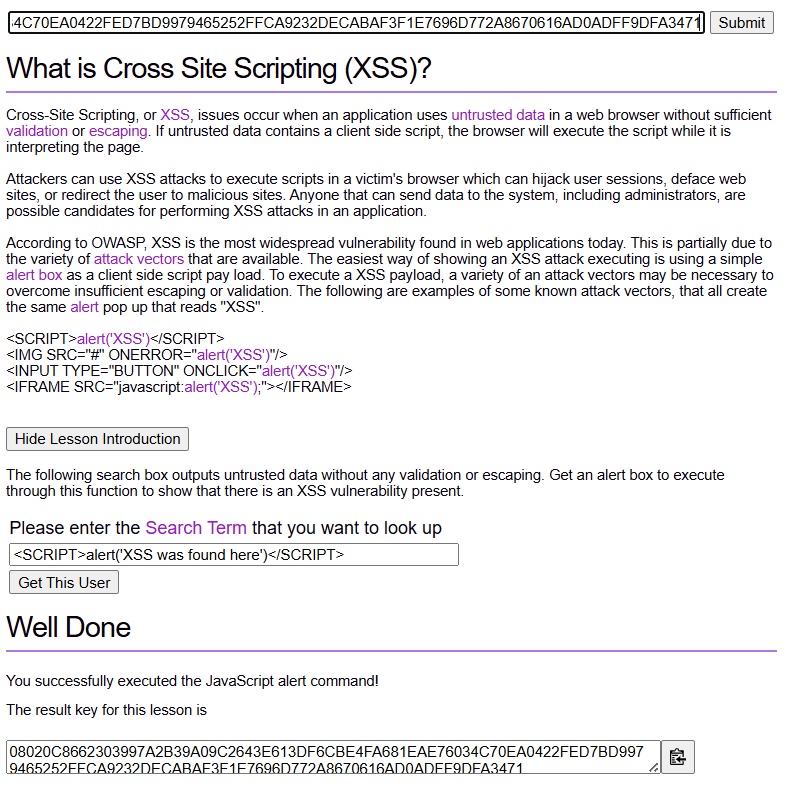 4C70EA0422FED7BD9979465252FFCA9232DECABAF3F1E7696D772A8670616AD0ADFF9DFA3471 Submit
What is Cross Site Scripting (XSS)?
Cross-Site Scripting, or XSS, issues occur when an application uses untrusted data in a web browser without sufficient
validation or escaping. If untrusted data contains a client side script, the browser will execute the script while it is
interpreting the page.
Attackers can use XSS attacks to execute scripts in a victim's browser which can hijack user sessions, deface web
sites, or redirect the user to malicious sites. Anyone that can send data to the system, including administrators, are
possible candidates for performing XSS attacks in an application.
According to OWASP, XSS is the most widespread vulnerability found in web applications today. This is partially due to
the variety of attack vectors that are available. The easiest way of showing an XSS attack executing is using a simple
alert box as a client side script pay load. To execute a XSS payload, a variety of an attack vectors may be necessary to
overcome insufficient escaping or validation. The following are examples of some known attack vectors, that all create
the same alert pop up that reads "XSS".
<SCRIPT>alert('XSS')</SCRIPT>
<IMG SRC="#" ONERROR="alert('XSS')"/>
<INPUT TYPE="BUTTON" ONCLICK="alert('XSS')"/>
<IFRAME SRC="javascript:alert('XSS');"></IFRAME>
Hide Lesson Introduction
The following search box outputs untrusted data without any validation or escaping. Get an alert box to execute
through this function to show that there is an XSS vulnerability present.
Please enter the Search Term that you want to look up
<SCRIPT>alert('XSS was found here')</SCRIPT>
Get This User
Well Done
You successfully executed the JavaScript alert command!
The result key for this lesson is
08020C8662303997A2B39A09C2643E613DF6CBE4FA681EAE76034C70EA0422FED7BD997
9465252FFCA9232DECABAF3F1E7696D772A8670616AD0ADFF9DFA3471